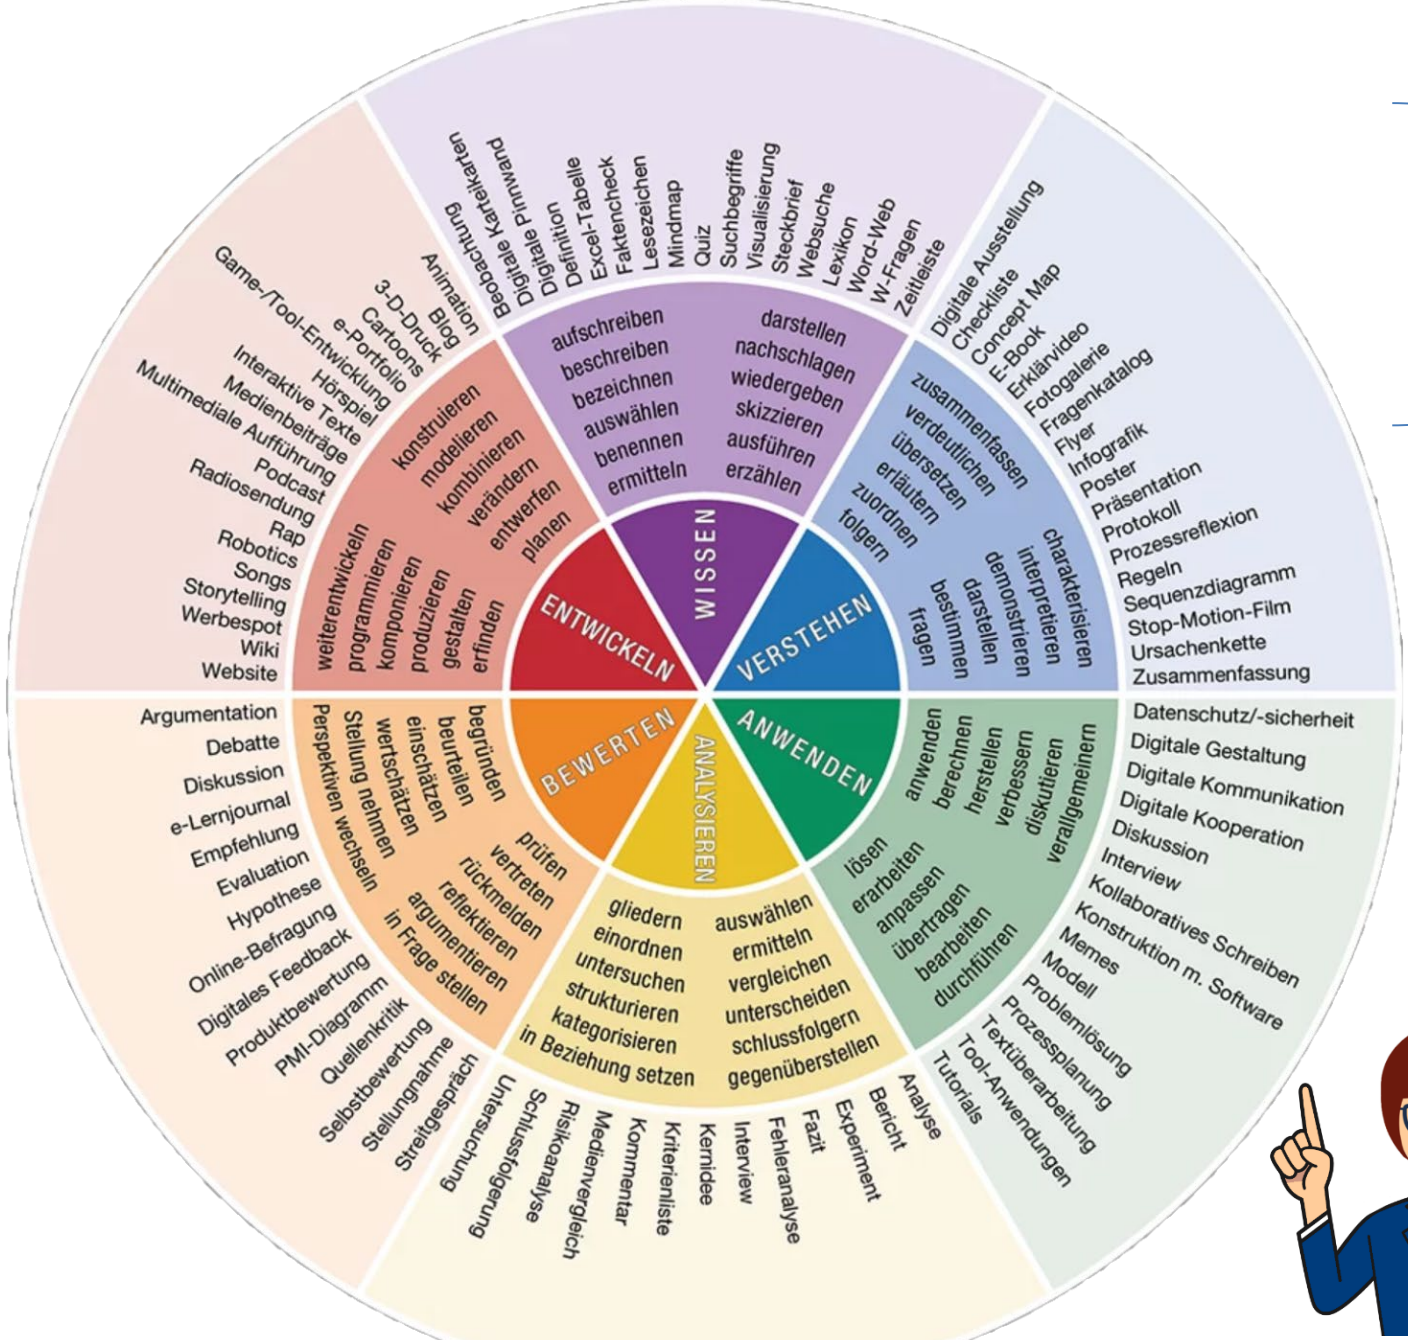 WISSEN
aufschreiben
beschreiben
bezeichnen
auswählen
benennen
ermitteln
darstellen
nachschlagen
wiedergeben
skizzieren
ausführen
erzählen
Beobachtung
Digitale Karteikarten
Digitale Pinnwand
Definition
Excel-Tabelle
Faktencheck
Lesezeichen
Mindmap
Quiz
Suchbegriffe
Visualisierung
Steckbrief
Websuche
Lexikon
Word-Web
W-Fragen
Zeitleiste
VERSTEHEN
zusammenfassen
verdeutlichen
übersetzen
erläutern
zuordnen
folgern
charakterisieren
interpretieren
demonstrieren
darstellen
bestimmen
fragen
Digitale Ausstellung
Checkliste
Concept Map
E-Book
Erklärvideo
Fotogalerie
Fragenkatalog
Flyer
Infografik
Poster
Präsentation
Protokoll
Prozessreflexion
Regeln
Sequenzdiagramm
Stop-Motion-Film
Ursachenkette
Zusammenfassung
ANWENDEN
anwenden
berechnen
herstellen
verbessern
diskutieren
verallgemeinern
lösen
erarbeiten
anpassen
übertragen
bearbeiten
durchführen
Datenschutz/-sicherheit
Digitale Gestaltung
Digitale Kommunikation
Digitale Kooperation
Diskussion
Interview
Kollaboratives Schreiben
Konstruktion m. Software
Memes
Modell
Problemlösung
Prozessplanung
Textüberarbeitung
Tool-Anwendungen
Tutorials
ANALYSIEREN
gliedern
einordnen
untersuchen
strukturieren
kategorisieren
in Beziehung setzen
auswählen
ermitteln
vergleichen
unterscheiden
schlussfolgern
gegenüberstellen
Analyse
Bericht
Experiment
Fazit
Fehleranalyse
Interview
Kernidee
Kriterienliste
Kommentar
Medienvergleich
Risikoanalyse
Schlussfolgerung
Untersuchung
BEWERTEN
begründen
beurteilen
einschätzen
wertschätzen
Stellung nehmen
Perspektiven wechseln
prüfen
vertreten
rückmelden
reflektieren
argumentieren
in Frage stellen
Argumentation
Debatte
Diskussion
e-Lernjournal
Empfehlung
Evaluation
Hypothese
Online-Befragung
Digitales Feedback
Produktbewertung
PMI-Diagramm
Quellenkritik
Selbstbewertung
Stellungnahme
Streitgespräch
ENTWICKELN
konstruieren
modelieren
kombinieren
verändern
entwerfen
planen
weiterentwickeln
programmieren
komponieren
produzieren
gestalten
erfinden
Animation
Blog
3-D-Druck
Cartoons
e-Portfolio
Game-/Tool-Entwicklung
Hörspiel
Interaktive Texte
Medienbeiträge
Multimediale Aufführung
Podcast
Radiosendung
Rap
Robotics
Songs
Storytelling
Werbespot
Wiki
Website